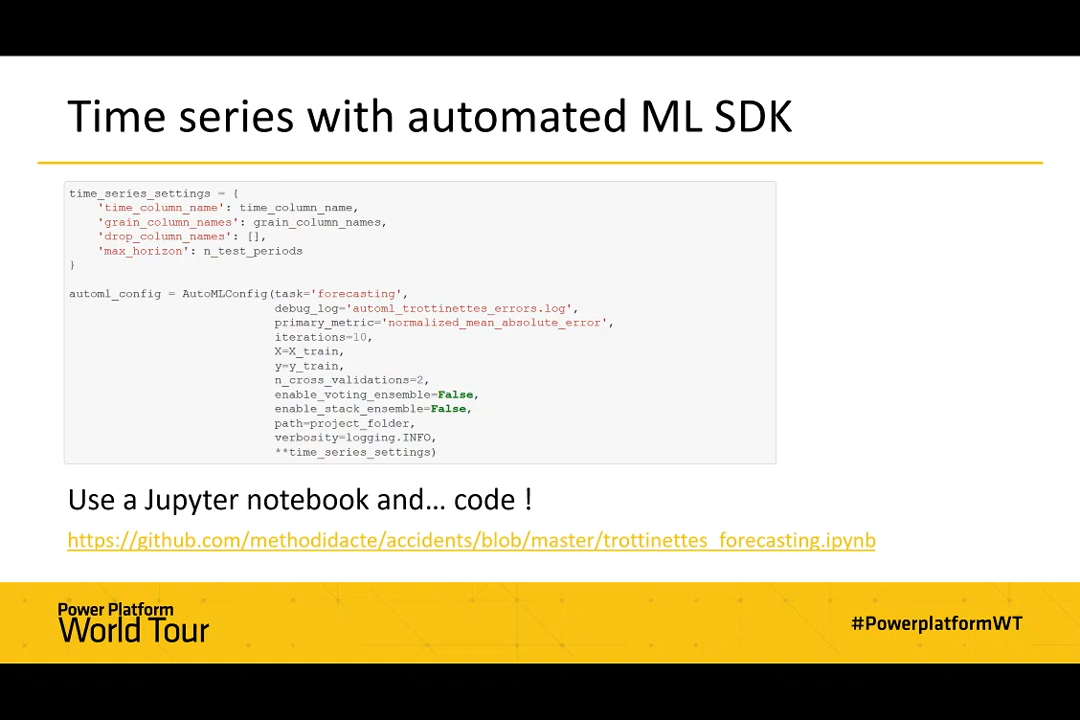 Time series with automated ML SDK
time_series_settings = {
    'time_column_name': time_column_name,
    'grain_column_names': grain_column_names,
    'drop_column_names': [],
    'max_horizon': n_test_periods
}
automl_config = AutoMLConfig(task='forecasting',
                             debug_log='automl_trottinettes_errors.log',
                             primary_metric='normalized_mean_absolute_error',
                             iterations=10,
                             X=X_train,
                             y=y_train,
                             n_cross_validations=2,
                             enable_voting_ensemble=False,
                             enable_stack_ensemble=False,
                             path=project_folder,
                             verbosity=logging.INFO,
                             **time_series_settings)
Use a Jupyter notebook and... code !
https://github.com/methodidacte/accidents/blob/master/trottinettes_forecasting.ipynb
Power Platform
World Tour
#PowerplatformWT